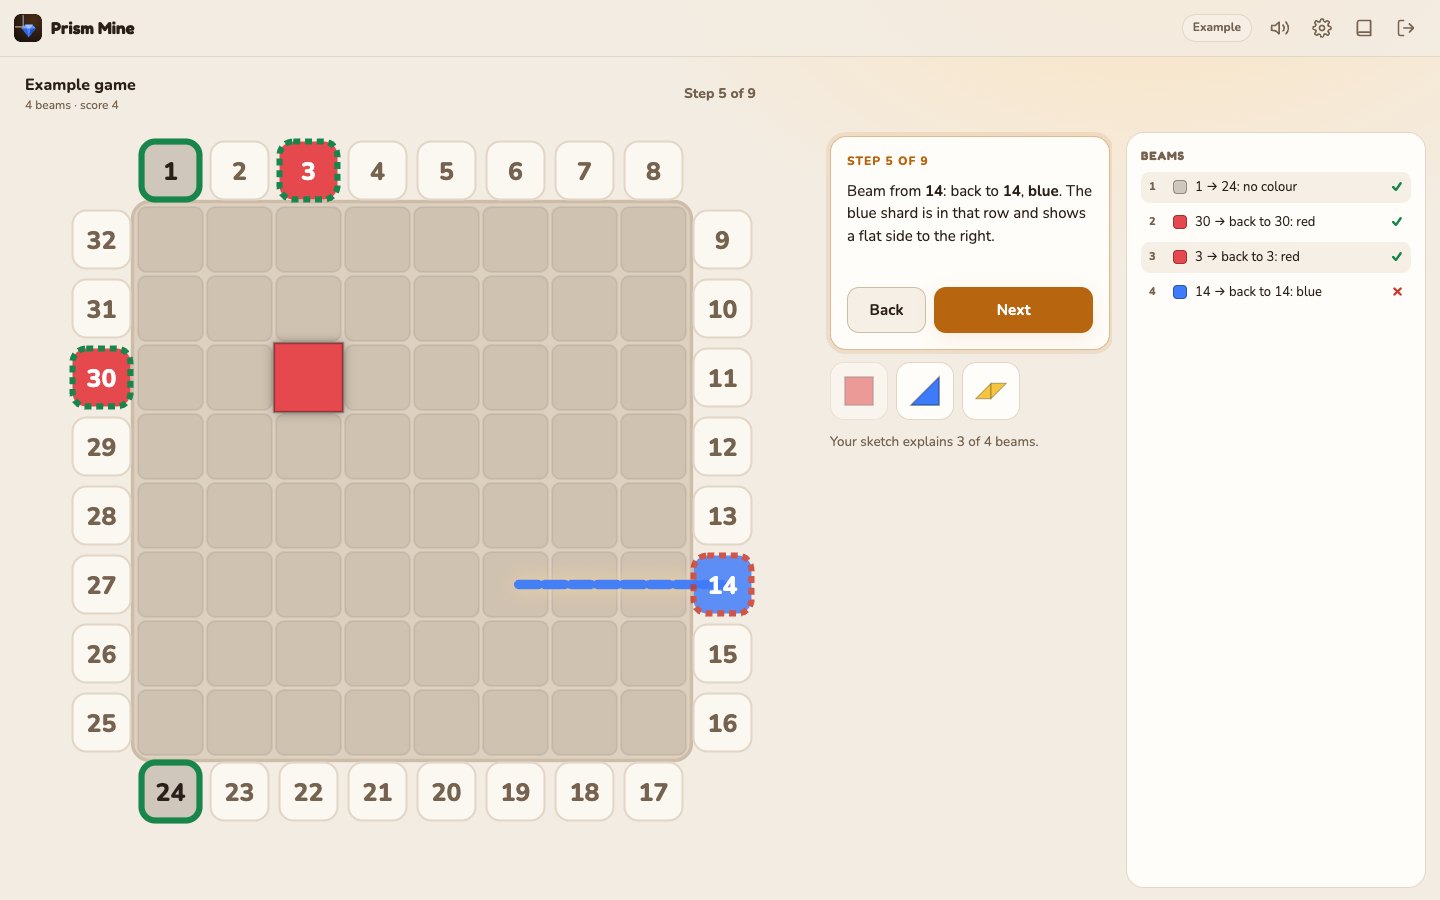 Prism Mine
Example
Example game
4 beams · score 4
Step 5 of 9
1 2 3 4 5 6 7 8
32 9
31 10
30 11
29 12
28 13
27 14
26 15
25 16
24 23 22 21 20 19 18 17
STEP 5 OF 9
Beam from 14: back to 14, blue. The
blue shard is in that row and shows
a flat side to the right.
Back Next
Your sketch explains 3 of 4 beams.
BEAMS
1 1 → 24: no colour
2 30 → back to 30: red
3 3 → back to 3: red
4 14 → back to 14: blue